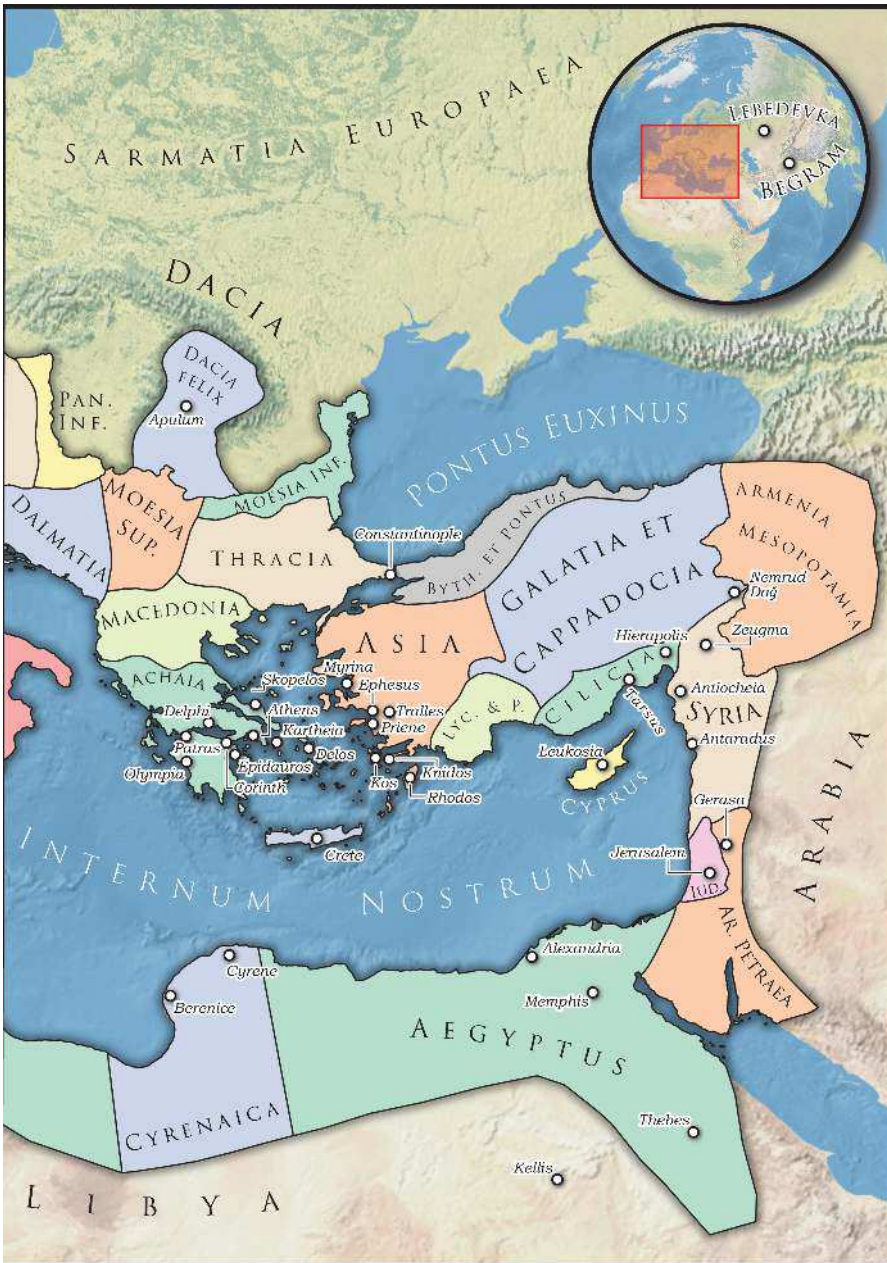 LEBEDEVKA
BEGRAM
SARMATIA EUROPAEA
DACIA
DACIA
FELIX
Apulum
PAN.
INF.
MOESIA INF.
PONTUS EUXINUS
DALMATIA
MOESIA
SUP.
THRACIA
Constantinople
BYTH. ET PONTUS
GALATIA ET
CAPPADOCIA
ARMENIA
MESOPOTAMIA
Nemrud
Dağ
MACEDONIA
ASIA
Hierapolis
Zeugma
ACHAIA
Skopelos
Myrina
Ephesus
LYC. & P.
CILICIA
Tarsus
Antiocheia
SYRIA
Delphi
Athens
Kartheia
Tralles
Priene
Antaradus
Patras
Olympia
Epidauros
Corinth
Delos
Kos
Knidos
Rhodos
Leukosia
CYPRUS
Gerasa
ARABIA
Crete
Jerusalem
IUD.
INTERNUM NOSTRUM
AR. PETRAEA
Cyrene
Alexandria
Berenice
Memphis
AEGYPTUS
CYRENAICA
Thebes
Kellis
LIBYA